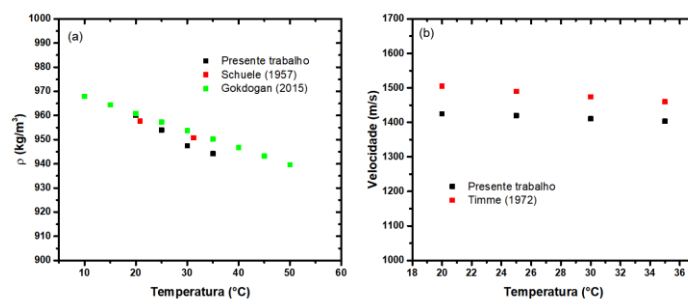 (a)
Presente trabalho
Schuele (1957)
Gokdogan (2015)
ρ (kg/m³)
1000
990
980
970
960
950
940
930
920
910
900
10 20 30 40 50 60
Temperatura (°C)
(b)
Presente trabalho
Timme (1972)
Velocidade (m/s)
1700
1600
1500
1400
1300
1200
1100
1000
18 20 22 24 26 28 30 32 34 36
Temperatura (°C)